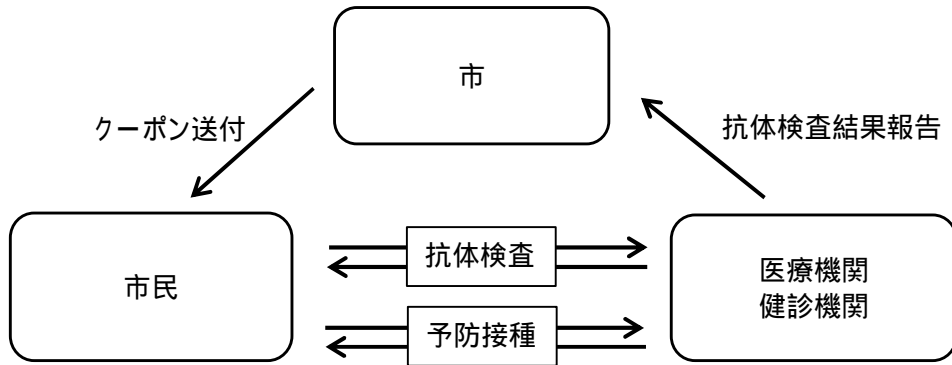 市
クーポン送付
抗体検査結果報告
市民
抗体検査
予防接種
医療機関
健診機関